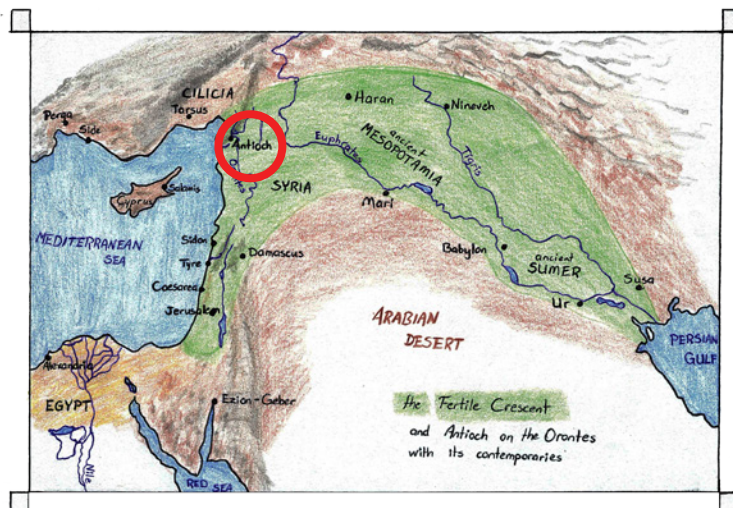 CILICIA
Tarsus
Perga
Side
Antioch
Orontes
Haran
Nineveh
ancient
MESOPOTAMIA
Euphrates
Tigris
SYRIA
Mari
Cyprus
Salamis
MEDITERRANEAN
SEA
Sidon
Tyre
Damascus
Caesarea
Jerusalem
Babylon
ancient
SUMER
Susa
Ur
PERSIAN
GULF
ARABIAN
DESERT
Alexandria
EGYPT
Nile
Ezion-Geber
RED SEA
the Fertile Crescent
and Antioch on the Orontes
with its contemporaries